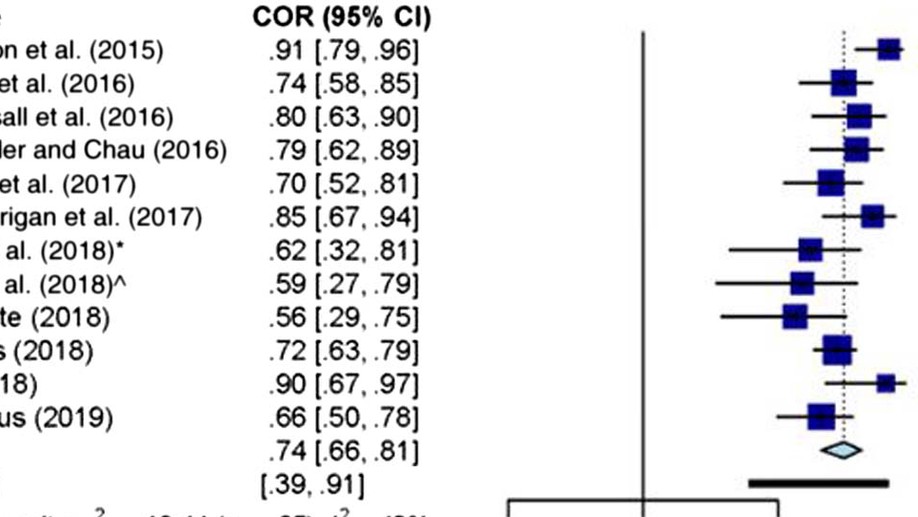 COR (95% CI)
on et al. (2015) .91 [.79, .96]
et al. (2016) .74 [.58, .85]
sall et al. (2016) .80 [.63, .90]
ler and Chau (2016) .79 [.62, .89]
et al. (2017) .70 [.52, .81]
rigan et al. (2017) .85 [.67, .94]
al. (2018)* .62 [.32, .81]
al. (2018)^ .59 [.27, .79]
te (2018) .56 [.29, .75]
s (2018) .72 [.63, .79]
18) .90 [.67, .97]
us (2019) .66 [.50, .78]
.74 [.66, .81]
[.39, .91]